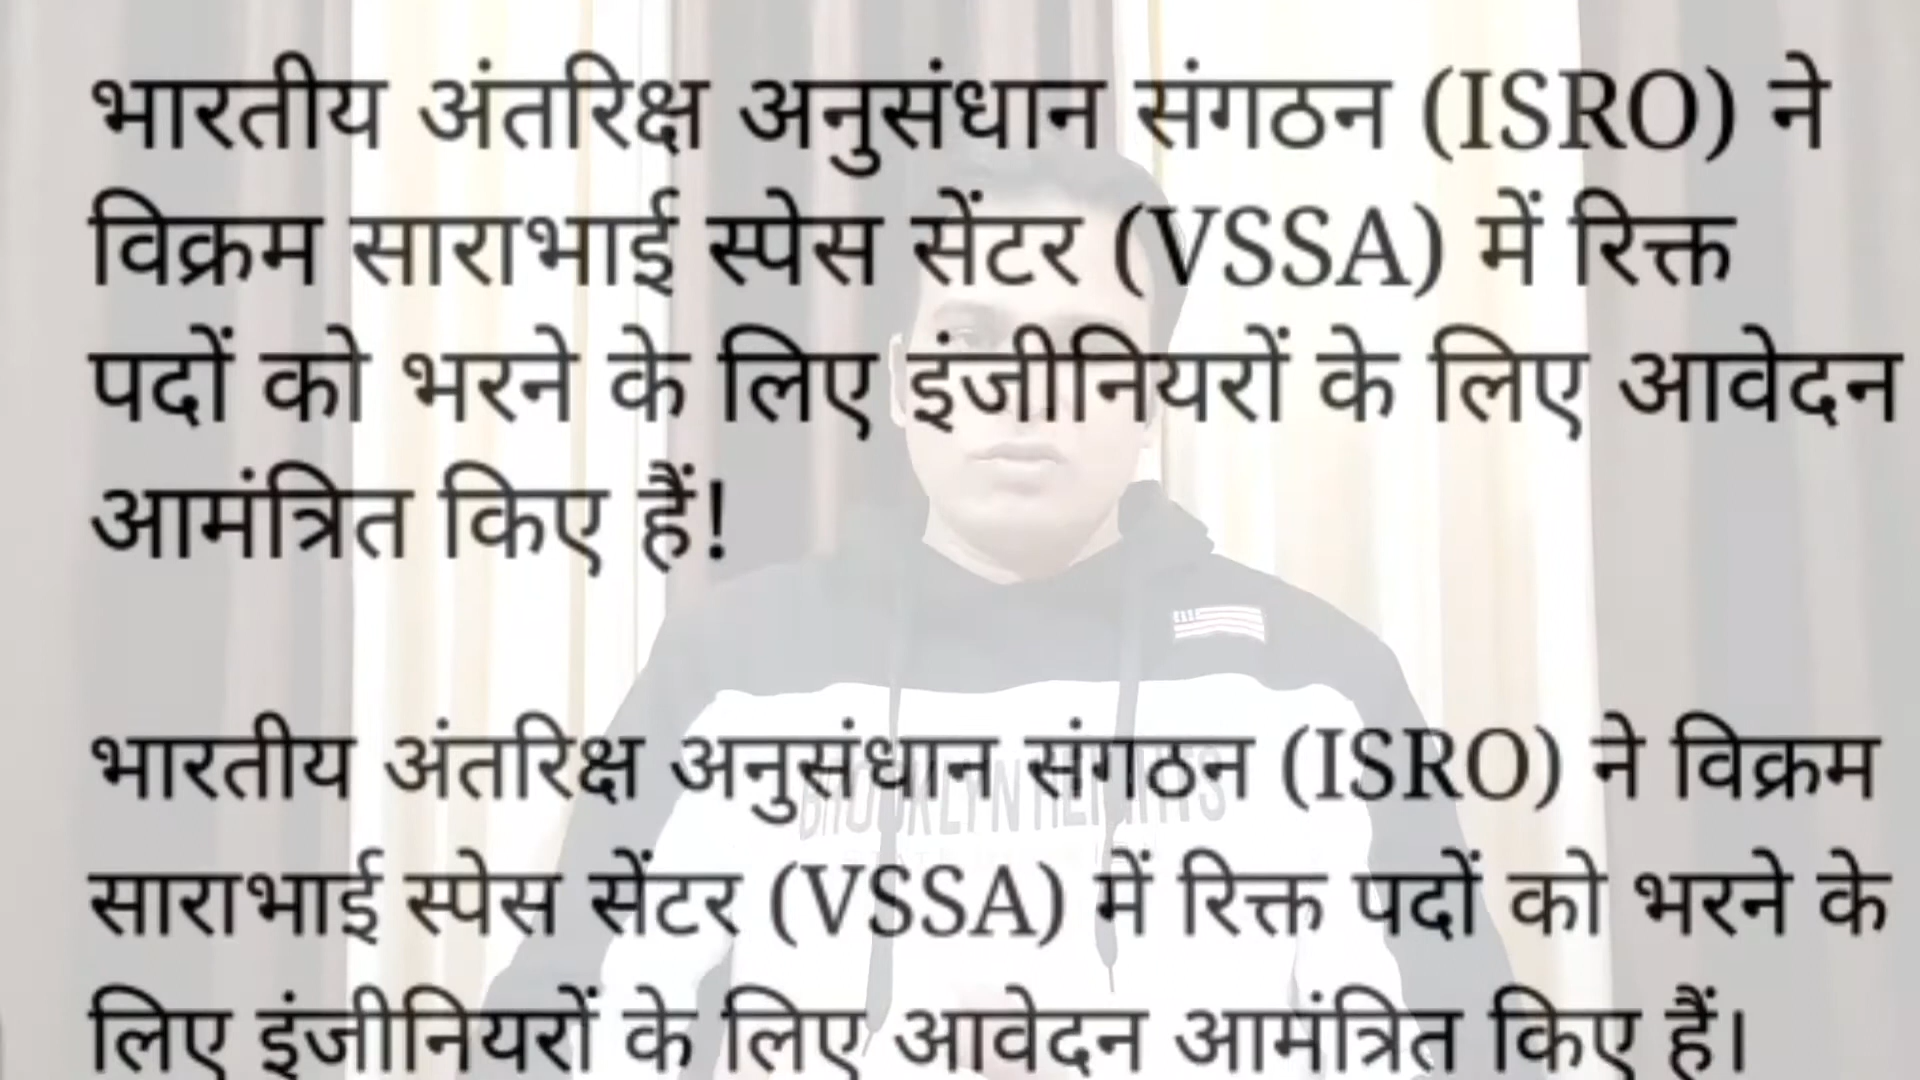 भारतीय अंतरिक्ष अनुसंधान संगठन (ISRO) ने
विक्रम साराभाई स्पेस सेंटर (VSSA) में रिक्त
पदों को भरने के लिए इंजीनियरों के लिए आवेदन
आमंत्रित किए हैं!
भारतीय अंतरिक्ष अनुसंधान संगठन (ISRO) ने विक्रम
साराभाई स्पेस सेंटर (VSSA) में रिक्त पदों को भरने के
लिए इंजीनियरों के लिए आवेदन आमंत्रित किए हैं।
BROOKLYN